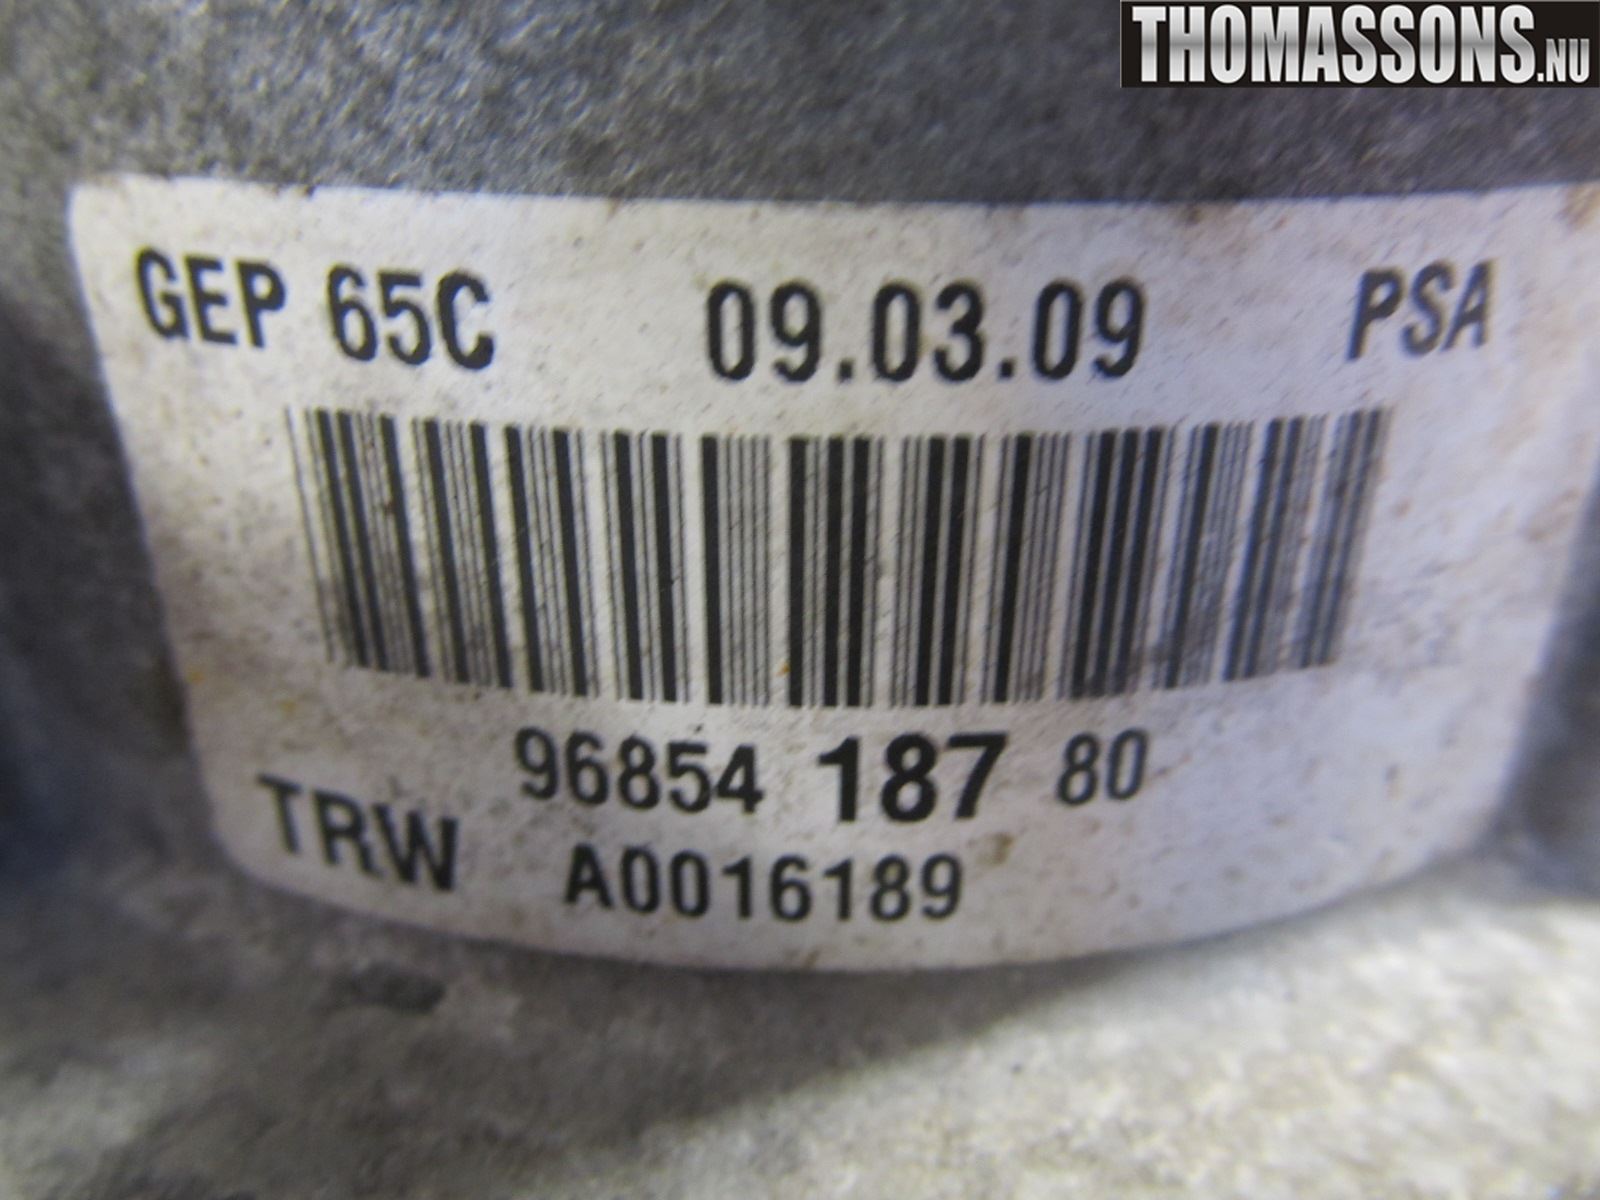 THOMASSONS.NU
GEP 65C 09.03.09 PSA
96854 187 80
TRW A0016189